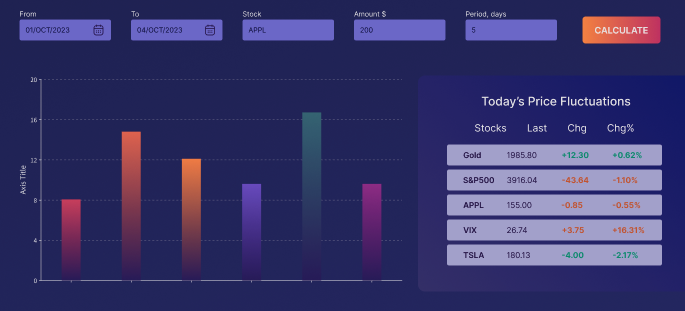 From To Stock Amount $ Period, days
01/OCT/2023 04/OCT/2023 APPL 200 5 CALCULATE
20
16
12
8
4
0
Axis Title
Today's Price Fluctuations
Stocks Last Chg Chg%
Gold 1985.80 +12.30 +0.62%
S&P500 3916.04 -43.64 -1.10%
APPL 155.00 -0.85 -0.55%
VIX 26.74 +3.75 +16.31%
TSLA 180.13 -4.00 -2.17%